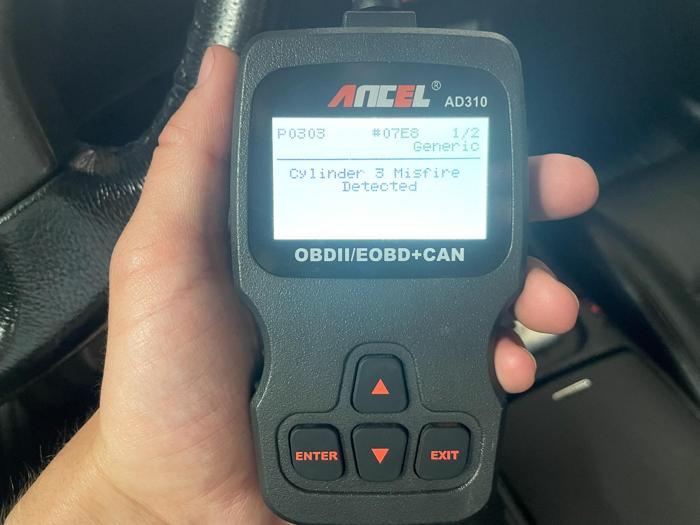 ANCEL® AD310
P0303 #07E8 1/2
Generic
Cylinder 3 Misfire
Detected
OBDII/EOBD+CAN
▲
ENTER ▼ EXIT